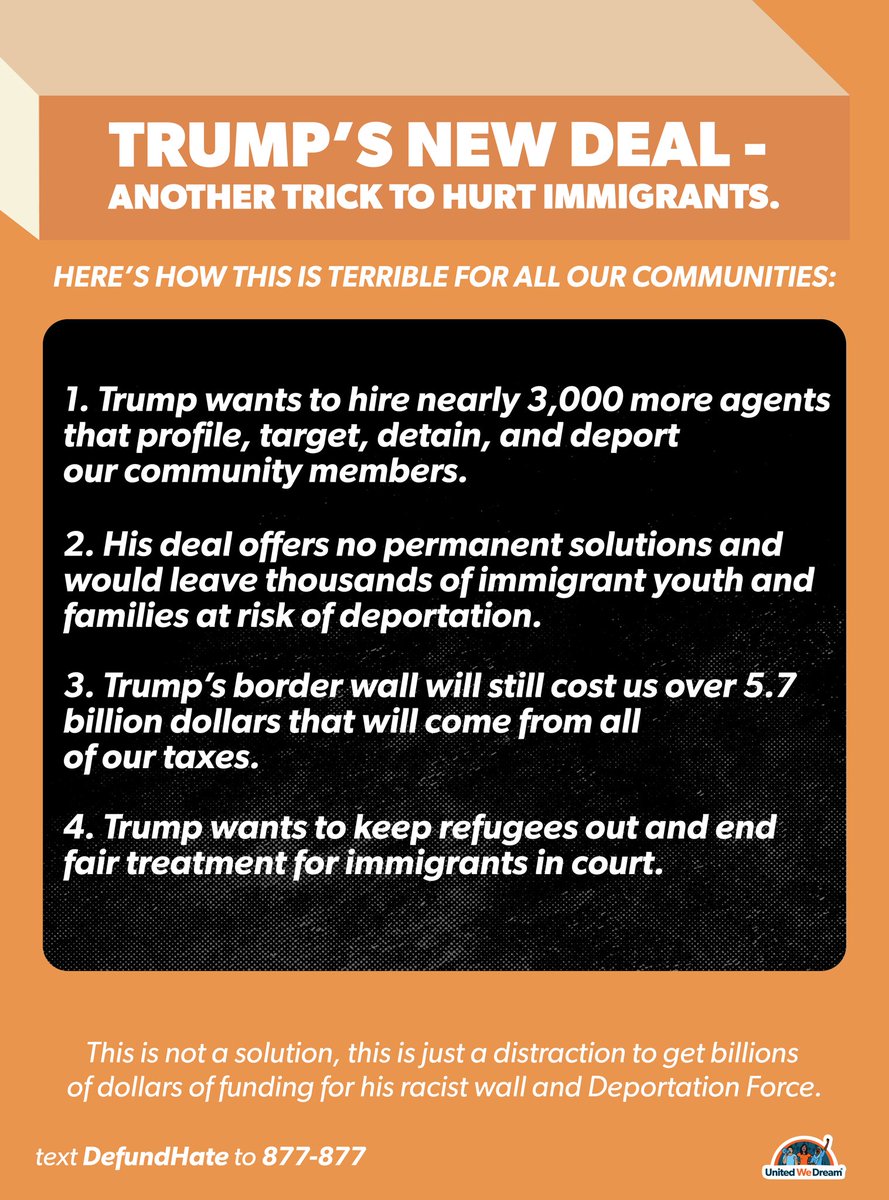 TRUMP’S NEW DEAL -
ANOTHER TRICK TO HURT IMMIGRANTS.
HERE’S HOW THIS IS TERRIBLE FOR ALL OUR COMMUNITIES:
1. Trump wants to hire nearly 3,000 more agents
that profile, target, detain, and deport
our community members.
2. His deal offers no permanent solutions and
would leave thousands of immigrant youth and
families at risk of deportation.
3. Trump’s border wall will still cost us over 5.7
billion dollars that will come from all
of our taxes.
4. Trump wants to keep refugees out and end
fair treatment for immigrants in court.
This is not a solution, this is just a distraction to get billions
of dollars of funding for his racist wall and Deportation Force.
text DefundHate to 877-877
United We Dream